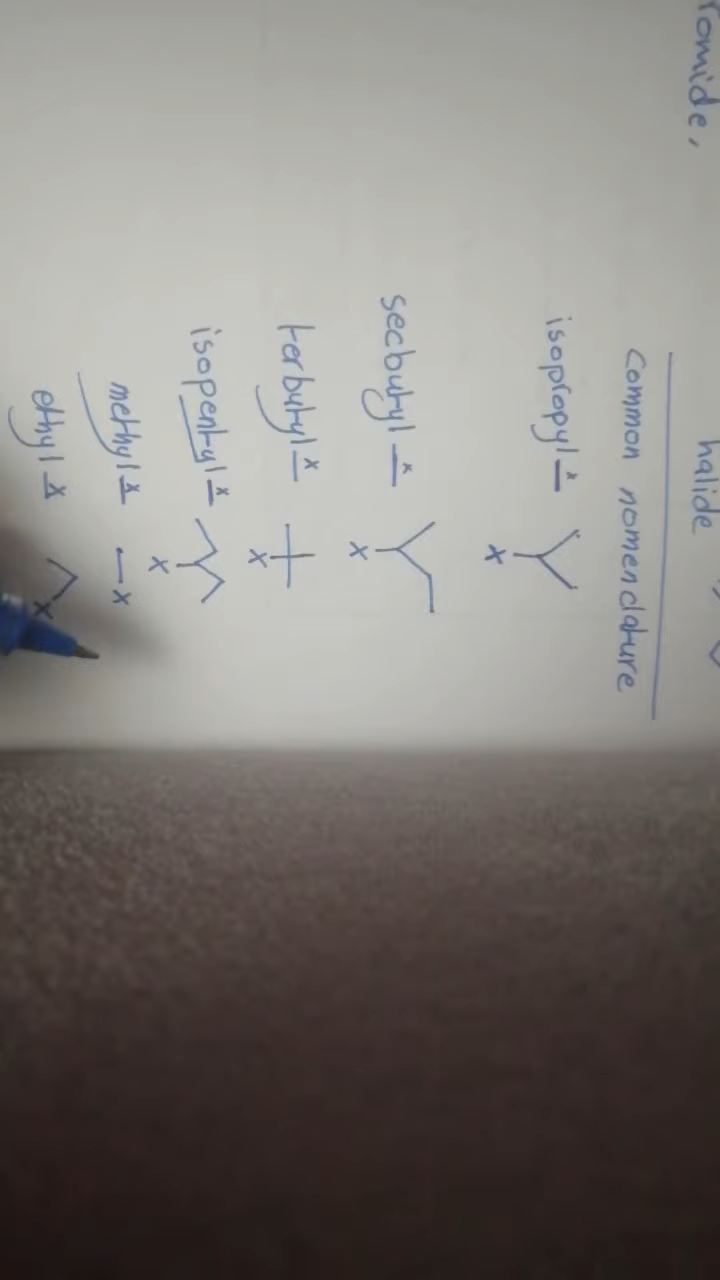 romide,
halide
common nomenclature
isopropyl x
x
secbutyl x
x
terbutyl x
x
isopentyl x
x
methyl x
x
ethyl x
x